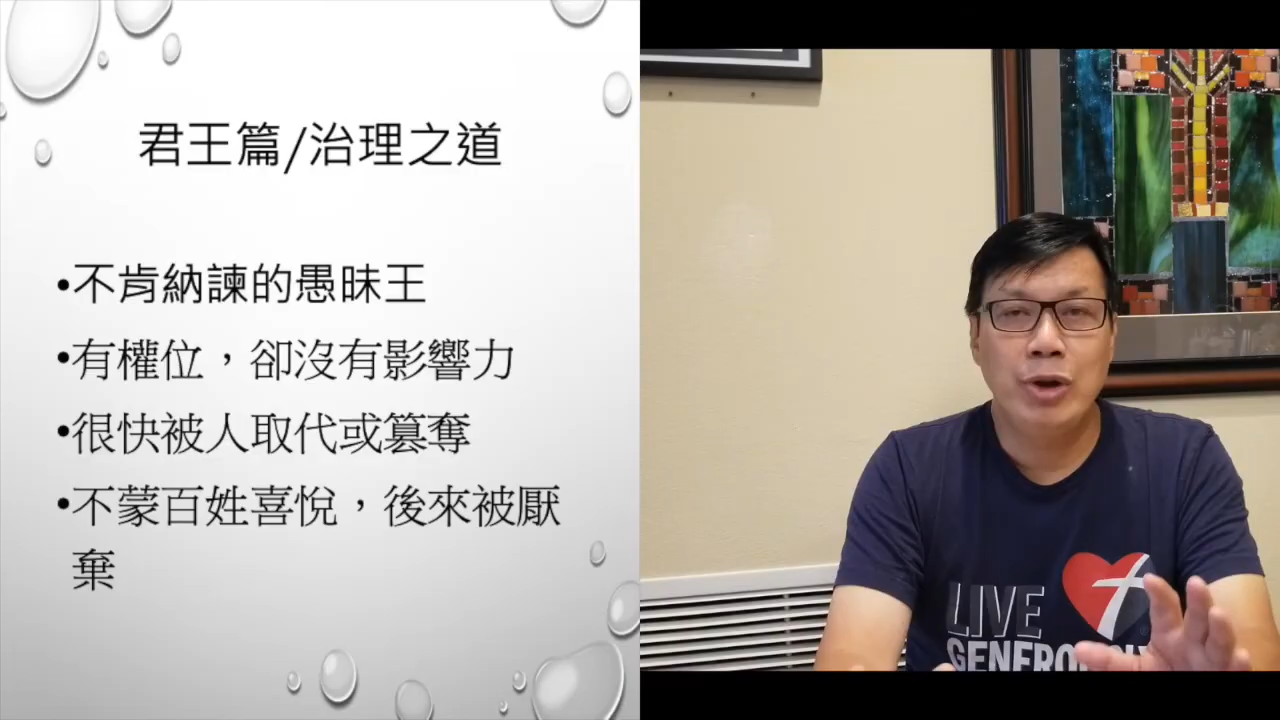 君王篇/治理之道
•不肯納諫的愚昧王
•有權位，卻沒有影響力
•很快被人取代或篡奪
•不蒙百姓喜悅，後來被厭
棄
LIVE